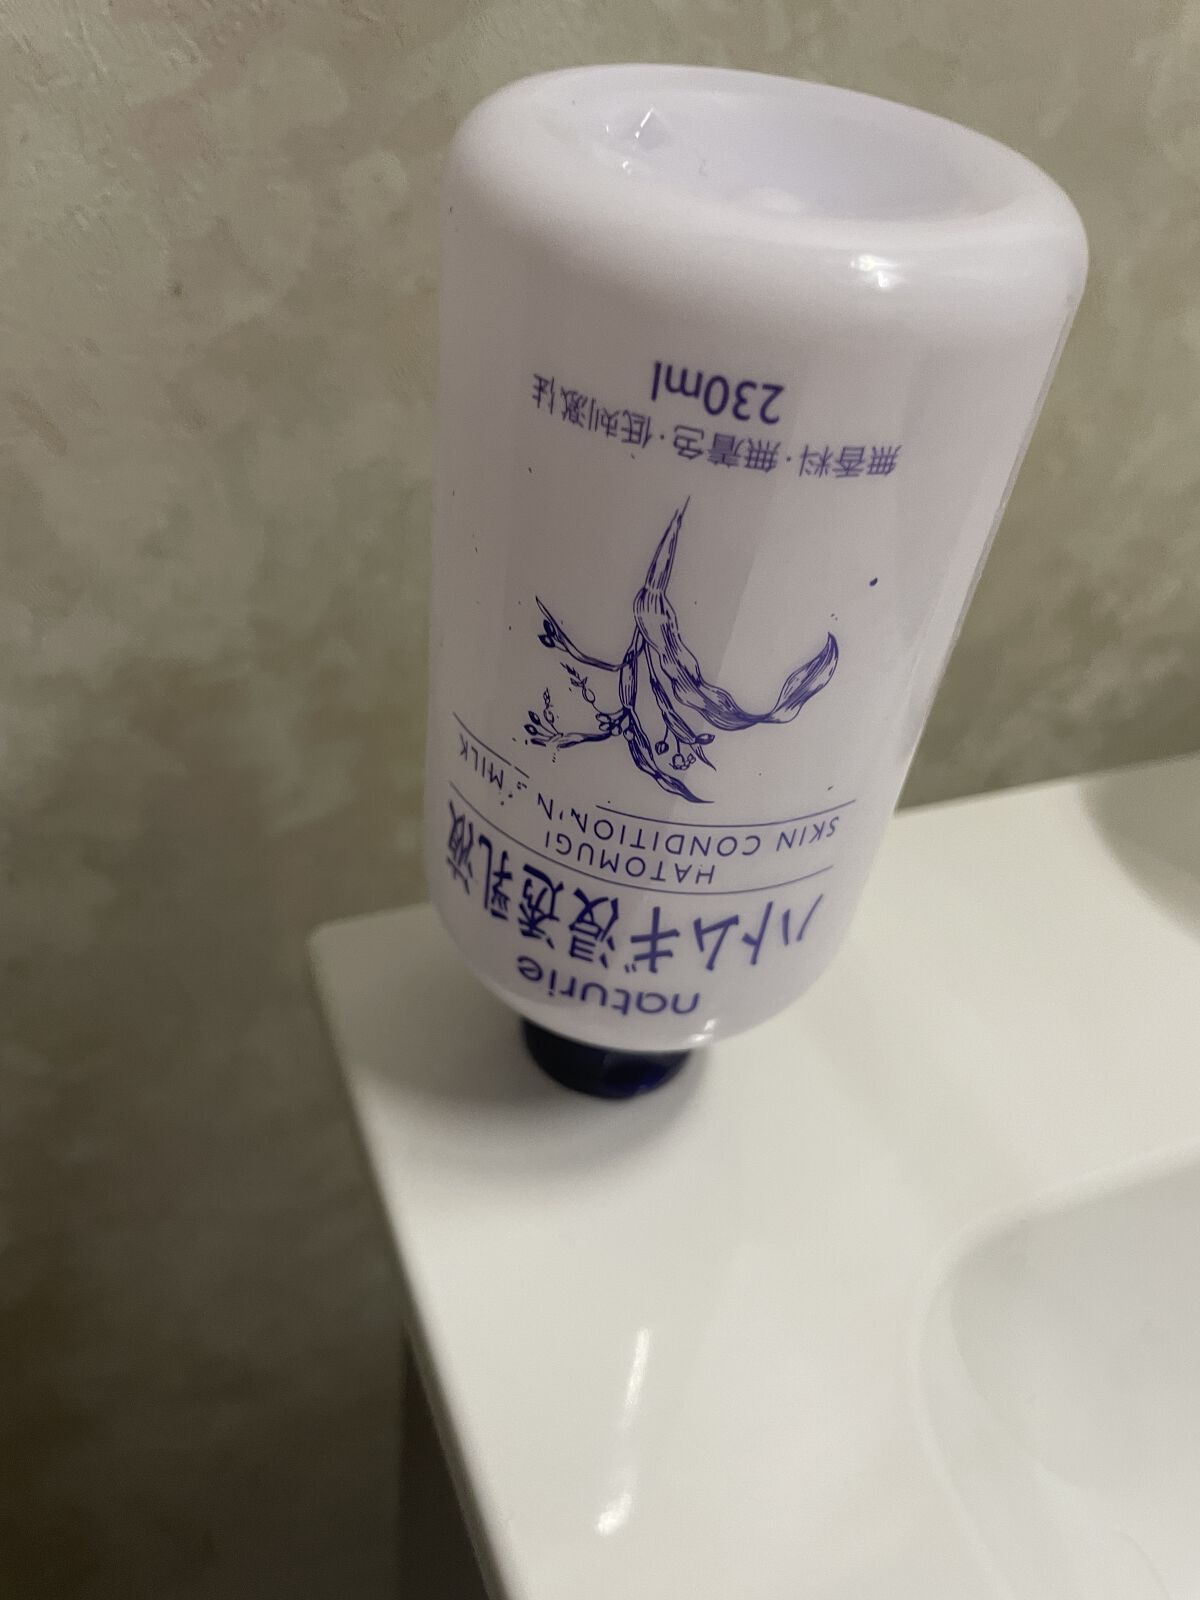 naturie
ハトムギ浸透乳液
HATOMUGI
SKIN CONDITION'N MILK
無香料・無着色・低刺激性
230ml